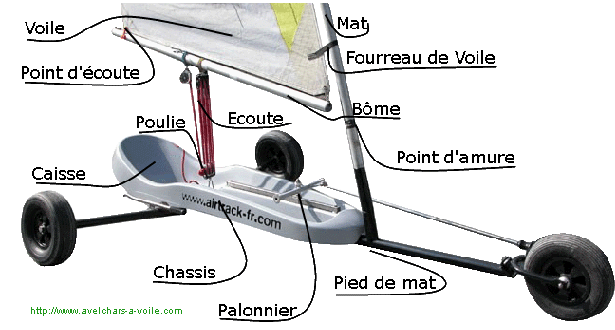 Mat
Voile
Fourreau de Voile
Point d'écoute
Bôme
Poulie
Ecoute
Point d'amure
Caisse
www.airtrack-fr.com
Chassis
Pied de mat
Palonnier
http://www.avelchars-a-voile.com